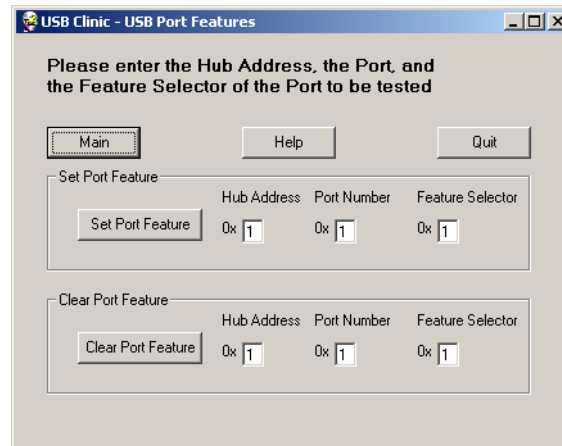 USB Clinic - USB Port Features
Please enter the Hub Address, the Port, and
the Feature Selector of the Port to be tested
Main Help Quit
Set Port Feature
Hub Address Port Number Feature Selector
Set Port Feature 0x 1 0x 1 0x 1
Clear Port Feature
Hub Address Port Number Feature Selector
Clear Port Feature 0x 1 0x 1 0x 1